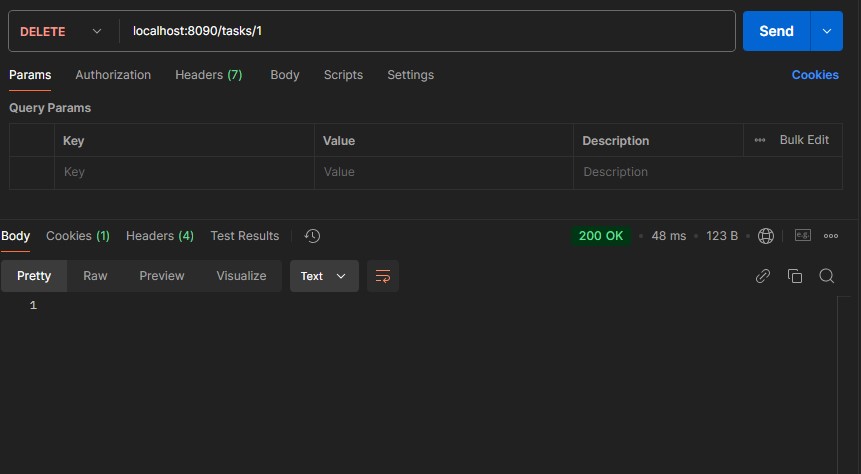 DELETE localhost:8090/tasks/1 Send
Params Authorization Headers (7) Body Scripts Settings Cookies
Query Params
Key Value Description Bulk Edit
Key Value Description
Body Cookies (1) Headers (4) Test Results 200 OK 48 ms 123 B e.g.
Pretty Raw Preview Visualize Text
1